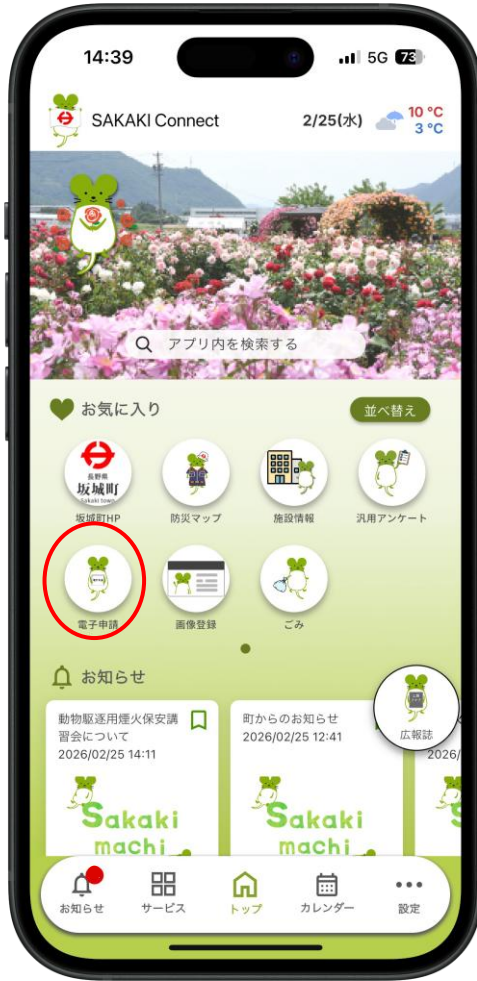 14:39
5G 73
SAKAKI Connect
2/25(水)
10 °C
3 °C
アプリ内を検索する
お気に入り
並べ替え
長野県
坂城町
Sakaki town
坂城町HP
防災マップ
施設情報
汎用アンケート
電子申請
画像登録
ごみ
お知らせ
動物駆逐用煙火保安講
習会について
2026/02/25 14:11
Sakaki
machi
町からのお知らせ
2026/02/25 12:41
Sakaki
machi
2026/
広報誌
お知らせ
サービス
トップ
カレンダー
設定